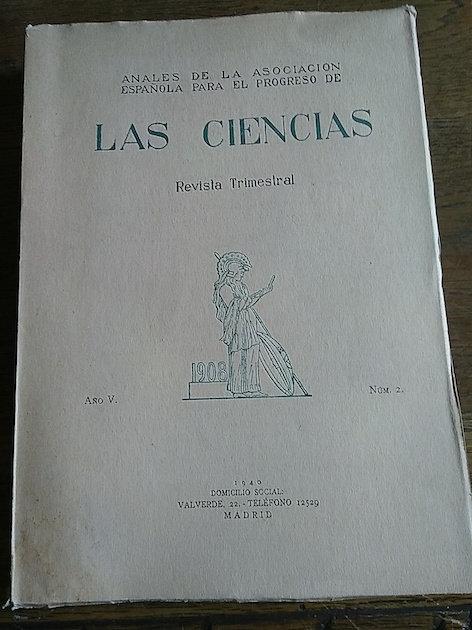 ANALES DE LA ASOCIACION
ESPAÑOLA PARA EL PROGRESO DE
LAS CIENCIAS
Revista Trimestral
1908
AÑO V.
NÚM. 2.
1940
DOMICILIO SOCIAL:
VALVERDE, 22.-TELÉFONO 12529
MADRID